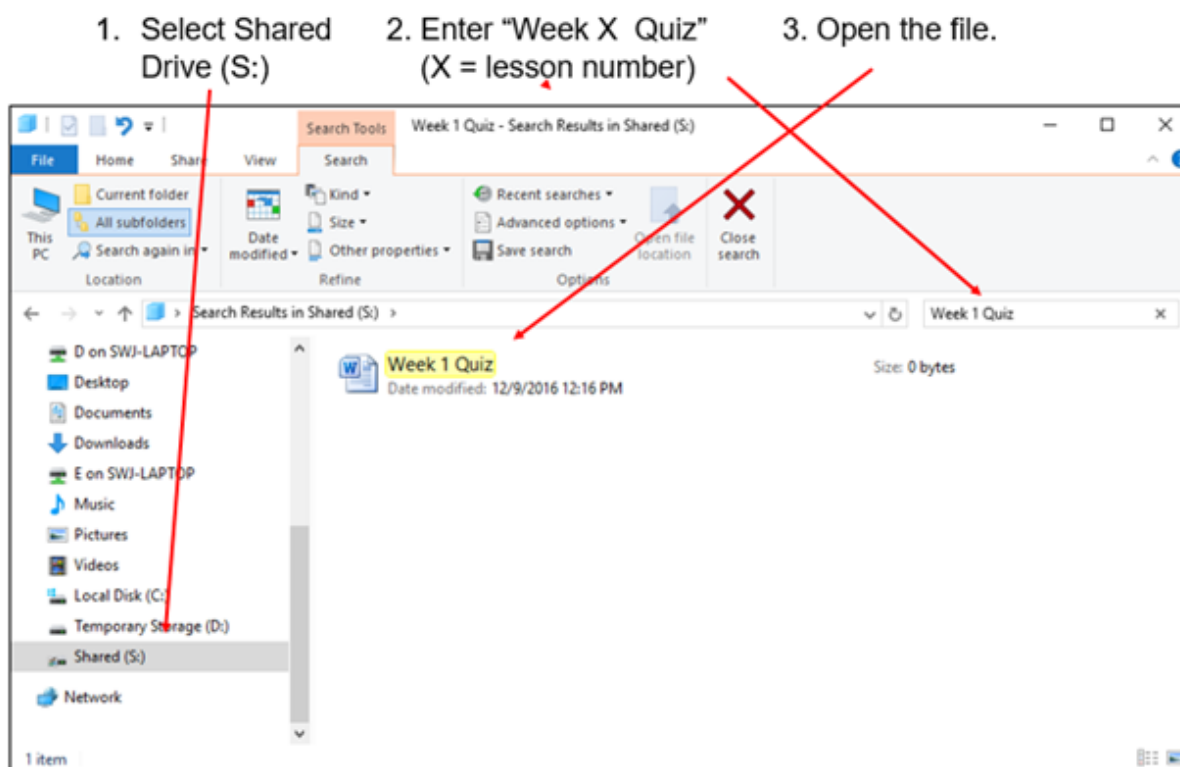 1. Select Shared Drive (S:)
2. Enter “Week X Quiz” (X = lesson number)
3. Open the file.
Search Tools
Week 1 Quiz - Search Results in Shared (S:)
File Home Share View Search
This PC
Current folder
All subfolders
Search again in
Location
Date modified
Kind
Size
Other properties
Refine
Recent searches
Advanced options
Save search
Open file location
Options
Close search
Search Results in Shared (S:)
Week 1 Quiz
D on SWJ-LAPTOP
Desktop
Documents
Downloads
E on SWJ-LAPTOP
Music
Pictures
Videos
Local Disk (C:)
Temporary Storage (D:)
Shared (S:)
Network
Week 1 Quiz
Date modified: 12/9/2016 12:16 PM
Size: 0 bytes
1 item